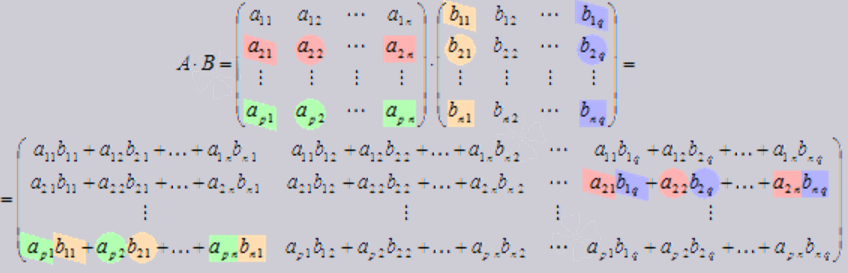 A · B = ( a₁₁ a₁₂ ⋯ a₁ₙ ) · ( b₁₁ b₁₂ ⋯ b₁q ) =
a₂₁ a₂₂ ⋯ a₂ₙ b₂₁ b₂₂ ⋯ b₂q
⋮ ⋮ ⋮ ⋮ ⋮ ⋮ ⋮ ⋮
aₚ₁ aₚ₂ ⋯ aₚₙ bₙ₁ bₙ₂ ⋯ bₙq
= ( a₁₁b₁₁ + a₁₂b₂₁ + … + a₁ₙbₙ₁ a₁₁b₁₂ + a₁₂b₂₂ + … + a₁ₙbₙ₂ ⋯ a₁₁b₁q + a₁₂b₂q + … + a₁ₙbₙq )
a₂₁b₁₁ + a₂₂b₂₁ + … + a₂ₙbₙ₁ a₂₁b₁₂ + a₂₂b₂₂ + … + a₂ₙbₙ₂ ⋯ a₂₁b₁q + a₂₂b₂q + … + a₂ₙbₙq
⋮ ⋮ ⋮ ⋮
aₚ₁b₁₁ + aₚ₂b₂₁ + … + aₚₙbₙ₁ aₚ₁b₁₂ + aₚ₂b₂₂ + … + aₚₙbₙ₂ ⋯ aₚ₁b₁q + aₚ₂b₂q + … + aₚₙbₙq